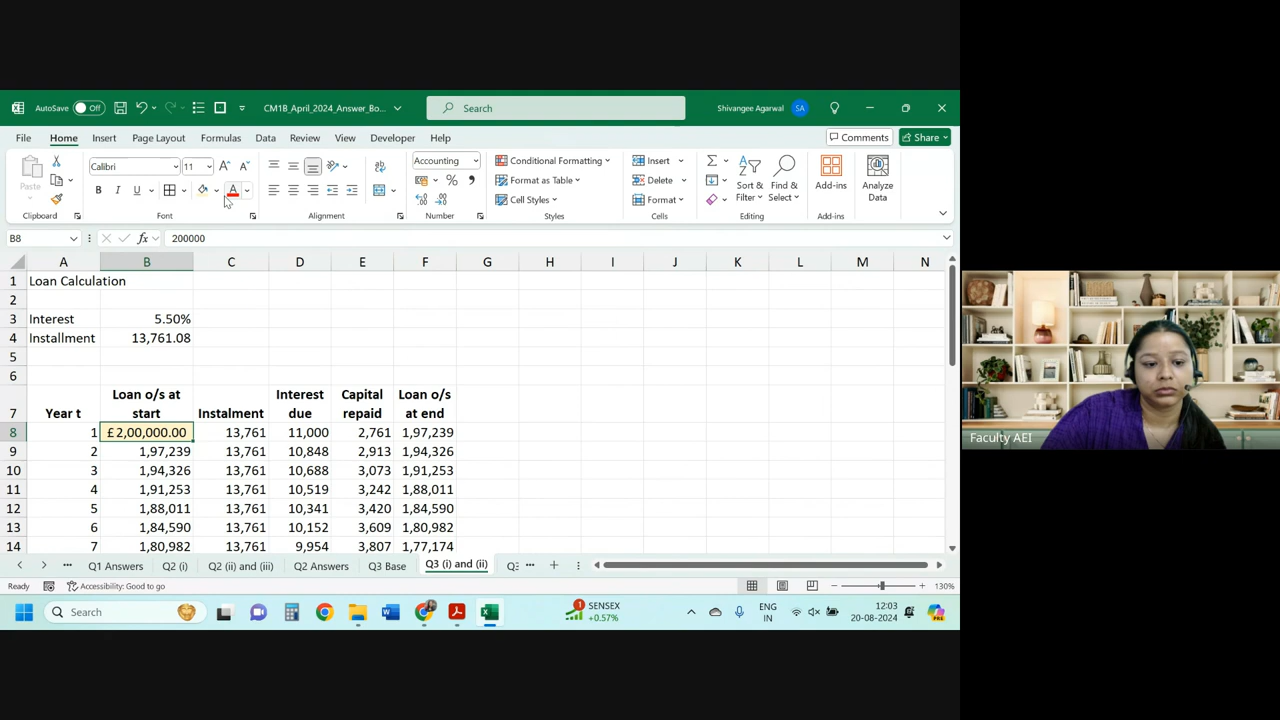 AutoSave Off CM1B_April_2024_Answer_Bo... Search Shivangee Agarwal SA
File Home Insert Page Layout Formulas Data Review View Developer Help Comments Share
Paste Calibri 11 Accounting Conditional Formatting Insert Sort & Find & Add-ins Analyze
B I U Format as Table Delete Filter Select Data
Cell Styles Format
Clipboard Font Alignment Number Styles Cells Editing Add-ins
B8 fx 200000
A B C D E F G H I J K L M N
1 Loan Calculation
2
3 Interest 5.50%
4 Installment 13,761.08
5
6
Loan o/s at Interest Capital Loan o/s
7 Year t start Instalment due repaid at end
8 1 £ 2,00,000.00 13,761 11,000 2,761 1,97,239
9 2 1,97,239 13,761 10,848 2,913 1,94,326
10 3 1,94,326 13,761 10,688 3,073 1,91,253
11 4 1,91,253 13,761 10,519 3,242 1,88,011
12 5 1,88,011 13,761 10,341 3,420 1,84,590
13 6 1,84,590 13,761 10,152 3,609 1,80,982
14 7 1,80,982 13,761 9,954 3,807 1,77,174
... Q1 Answers Q2 (i) Q2 (ii) and (iii) Q2 Answers Q3 Base Q3 (i) and (ii) Q3 ...
Ready Accessibility: Good to go 130%
Search SENSEX +0.57% ENG IN 12:03 20-08-2024
Faculty AEI